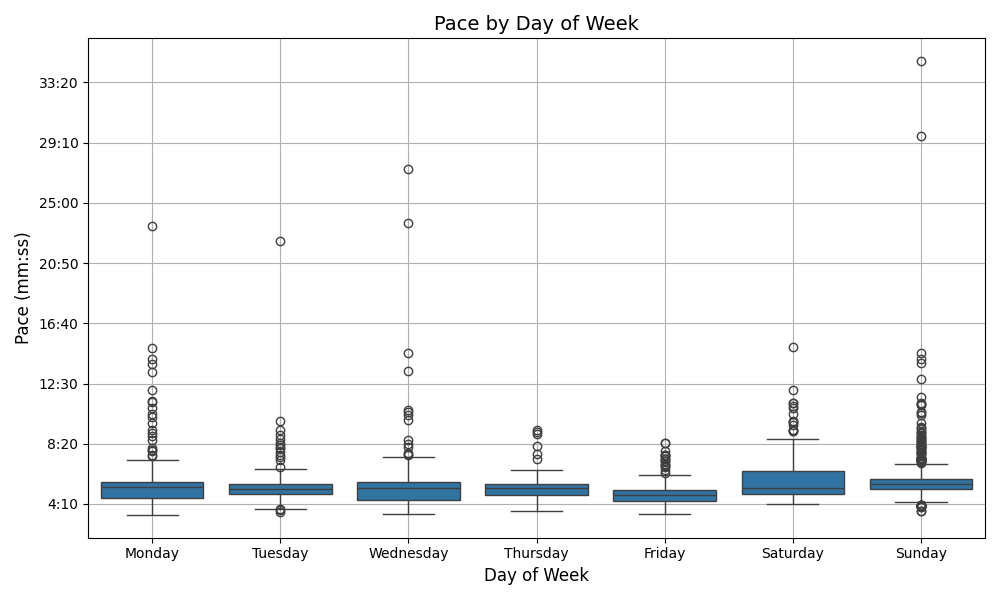 Pace by Day of Week
Pace (mm:ss)
33:20
29:10
25:00
20:50
16:40
12:30
8:20
4:10
Monday Tuesday Wednesday Thursday Friday Saturday Sunday
Day of Week